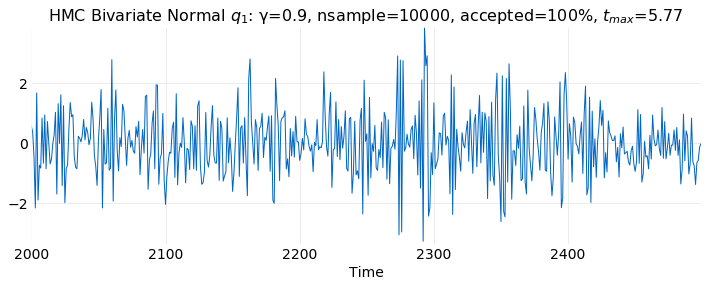 HMC Bivariate Normal q₁: γ=0.9, nsample=10000, accepted=100%, tₘₐₓ=5.77
2
0
−2
2000 2100 2200 2300 2400
Time